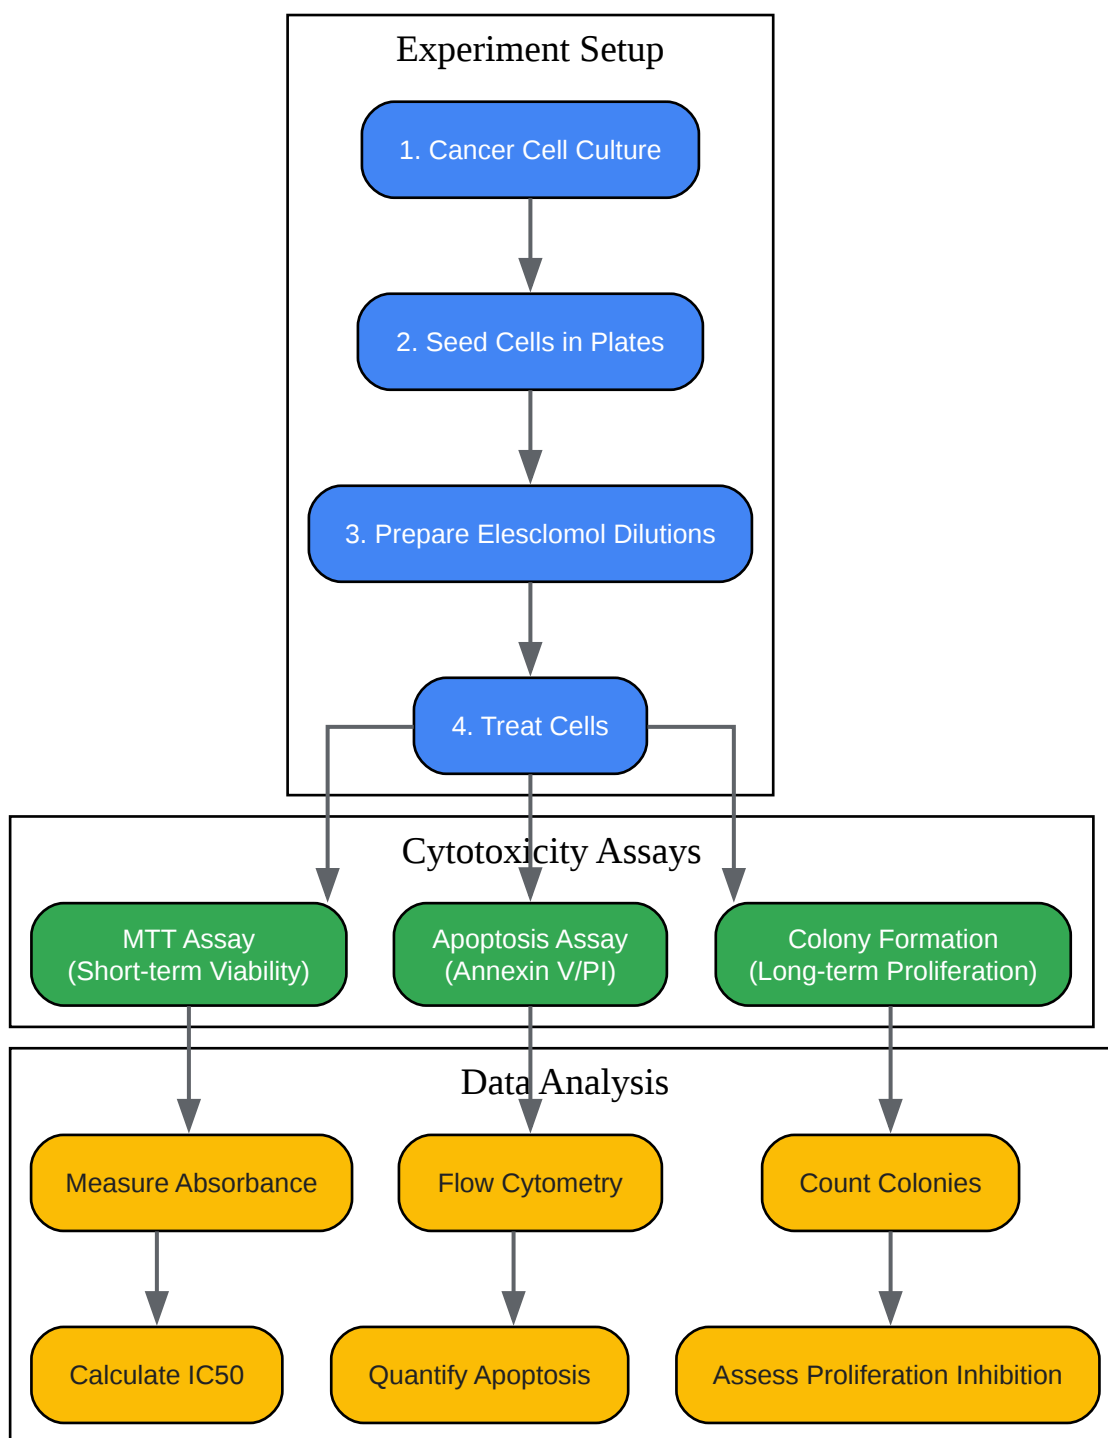 Experiment Setup
1. Cancer Cell Culture
2. Seed Cells in Plates
3. Prepare Elesclomol Dilutions
4. Treat Cells
Cytotoxicity Assays
MTT Assay
(Short-term Viability)
Apoptosis Assay
(Annexin V/PI)
Colony Formation
(Long-term Proliferation)
Data Analysis
Measure Absorbance
Flow Cytometry
Count Colonies
Calculate IC50
Quantify Apoptosis
Assess Proliferation Inhibition